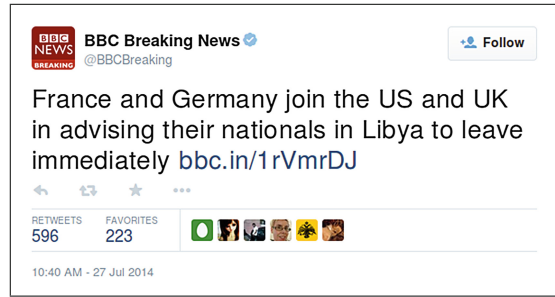 BBC
NEWS
BREAKING
BBC Breaking News
@BBCBreaking
Follow
France and Germany join the US and UK
in advising their nationals in Libya to leave
immediately bbc.in/1rVmrDJ
RETWEETS FAVORITES
596 223
10:40 AM - 27 Jul 2014